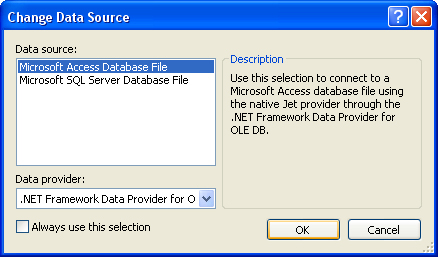 Change Data Source
Data source:
Microsoft Access Database File
Microsoft SQL Server Database File
Description
Use this selection to connect to a
Microsoft Access database file using
the native Jet provider through the
.NET Framework Data Provider for
OLE DB.
Data provider:
.NET Framework Data Provider for O
Always use this selection
OK
Cancel